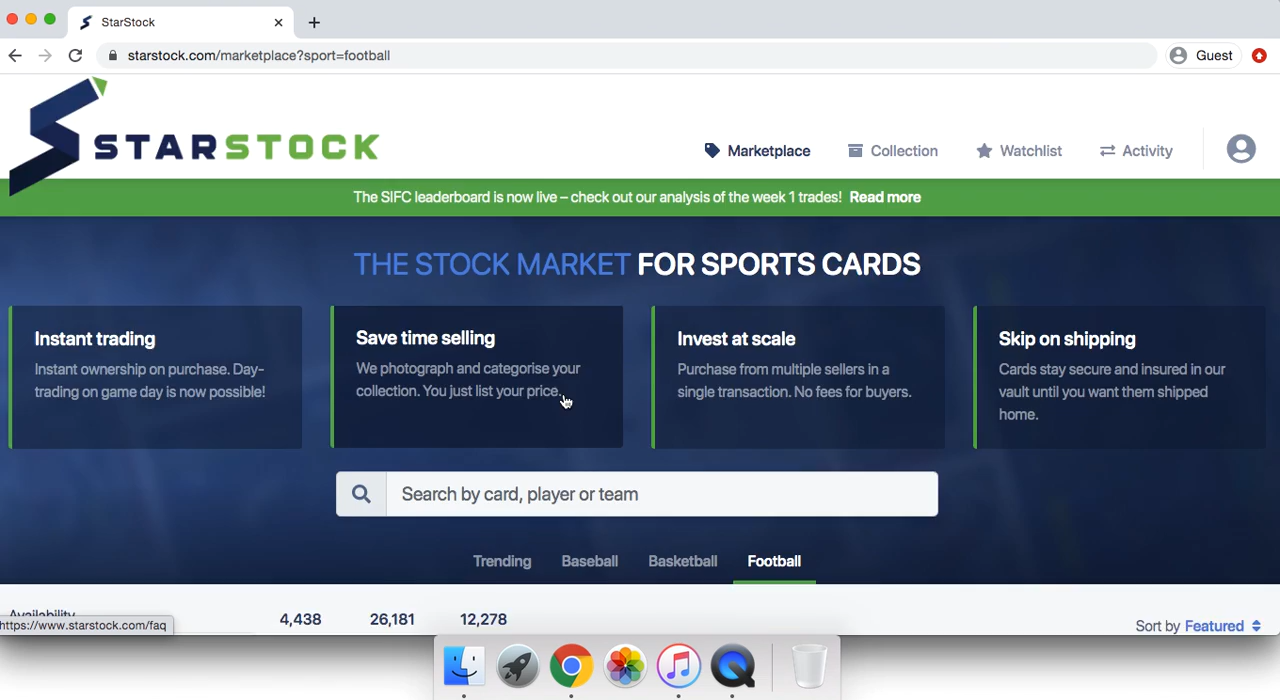 StarStock
starstock.com/marketplace?sport=football
Guest
STARSTOCK
Marketplace
Collection
Watchlist
Activity
The SIFC leaderboard is now live – check out our analysis of the week 1 trades! Read more
THE STOCK MARKET FOR SPORTS CARDS
Instant trading
Instant ownership on purchase. Day-
trading on game day is now possible!
Save time selling
We photograph and categorise your
collection. You just list your price.
Invest at scale
Purchase from multiple sellers in a
single transaction. No fees for buyers.
Skip on shipping
Cards stay secure and insured in our
vault until you want them shipped
home.
Search by card, player or team
Trending
Baseball
Basketball
Football
Availability
4,438
26,181
12,278
Sort by Featured
https://www.starstock.com/faq